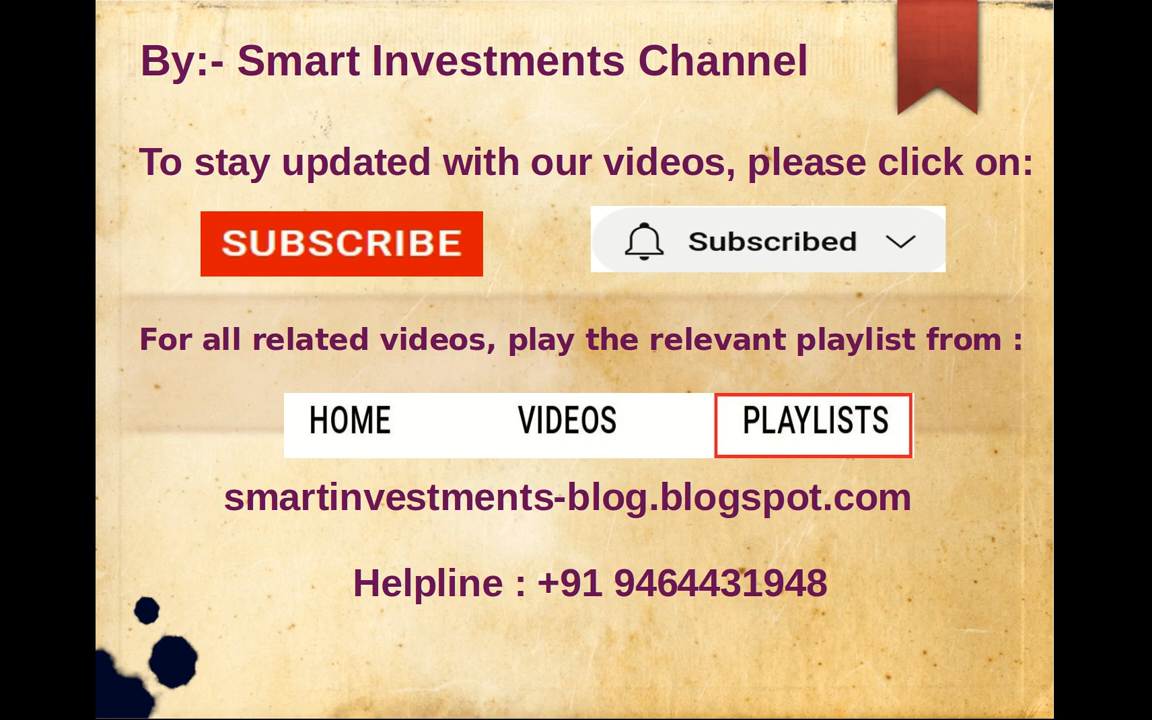 By:- Smart Investments Channel
To stay updated with our videos, please click on:
SUBSCRIBE Subscribed
For all related videos, play the relevant playlist from :
HOME VIDEOS PLAYLISTS
smartinvestments-blog.blogspot.com
Helpline : +91 9464431948